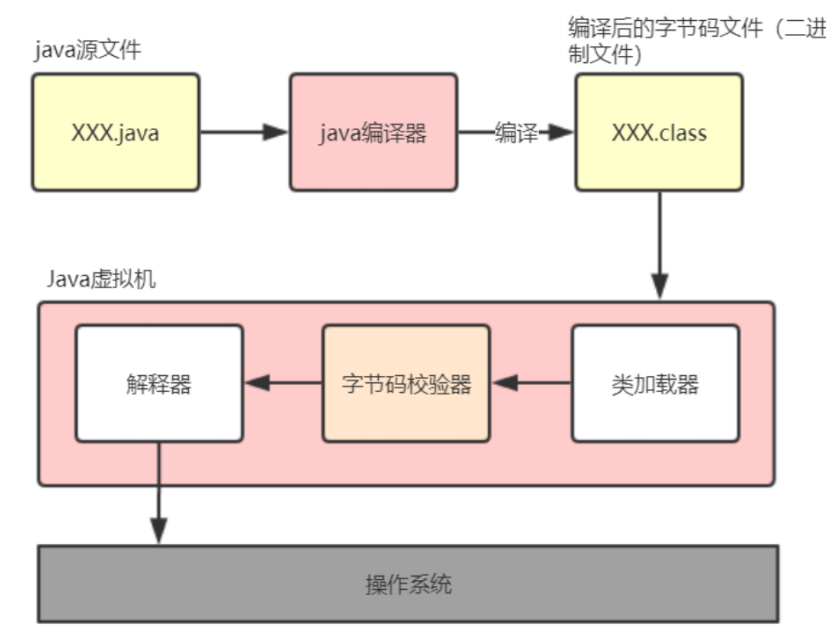 java源文件
编译后的字节码文件（二进
制文件）
XXX.java
java编译器
编译
XXX.class
Java虚拟机
解释器
字节码校验器
类加载器
操作系统